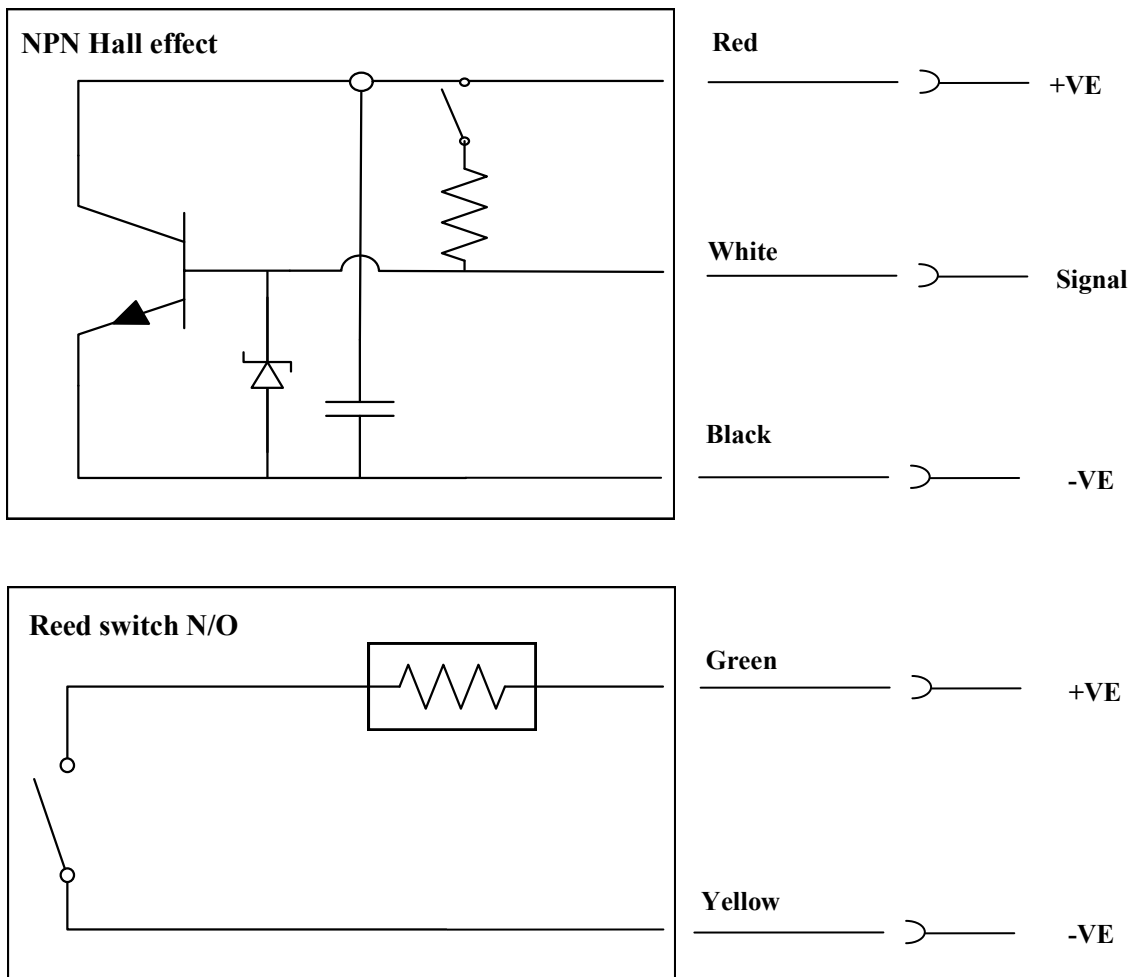 NPN Hall effect
Red
+VE
White
Signal
Black
-VE
Reed switch N/O
Green
+VE
Yellow
-VE